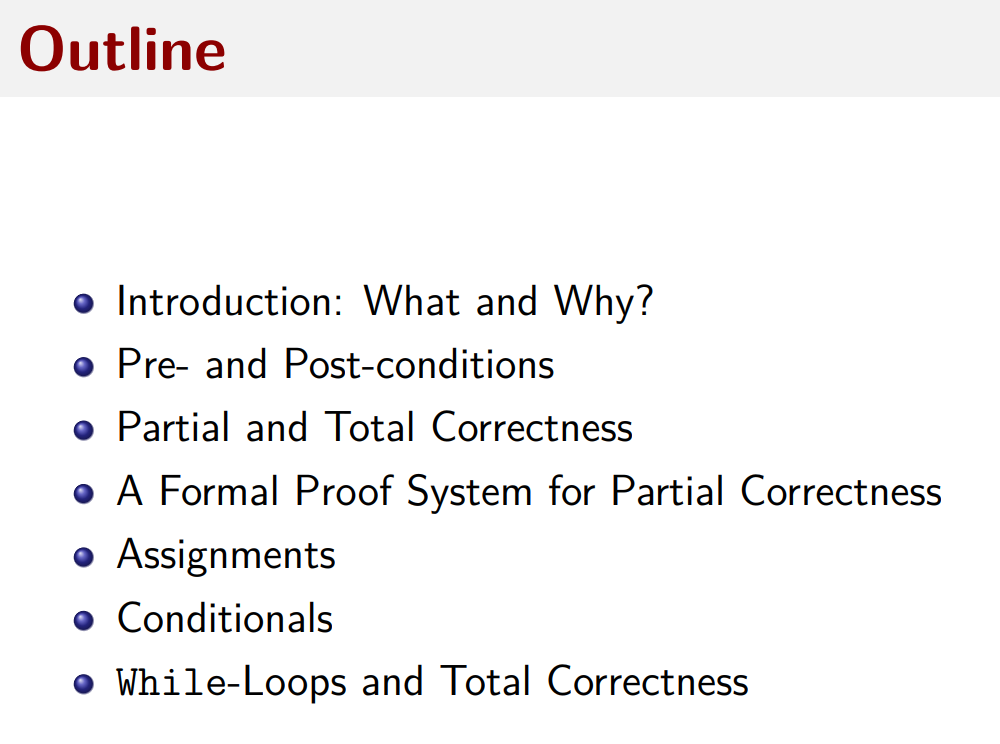 Outline
Introduction: What and Why?
Pre- and Post-conditions
Partial and Total Correctness
A Formal Proof System for Partial Correctness
Assignments
Conditionals
While-Loops and Total Correctness